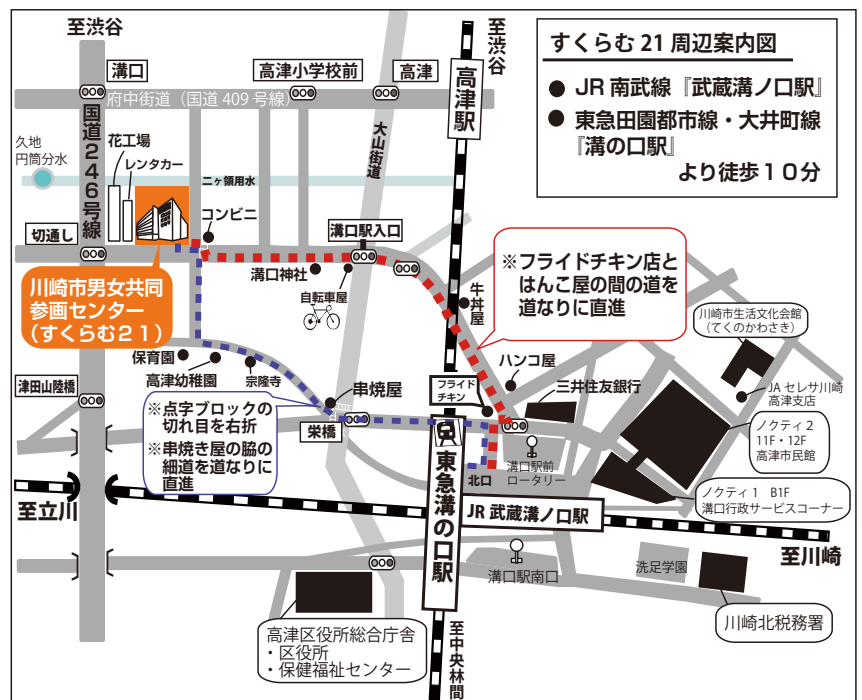 至渋谷
溝口
高津小学校前
高津
至渋谷
府中街道（国道409号線）
国道246号線
大山街道
高津駅
すくらむ21周辺案内図
● JR南武線『武蔵溝ノ口駅』
● 東急田園都市線・大井町線
『溝の口駅』
より徒歩10分
久地
円筒分水
花工場
レンタカー
二ヶ領用水
コンビニ
切通し
溝口駅入口
川崎市男女共同
参画センター
（すくらむ21）
溝口神社
自転車屋
※フライドチキン店と
はんこ屋の間の道を
道なりに直進
牛丼屋
川崎市生活文化会館
（てくのかわさき）
保育園
高津幼稚園
宗隆寺
串焼屋
フライド
チキン
ハンコ屋
三井住友銀行
JAセレサ川崎
高津支店
津田山陸橋
※点字ブロックの
切れ目を右折
※串焼き屋の脇の
細道を道なりに
直進
栄橋
東急溝の口駅
北口
溝口駅前
ロータリー
ノクティ2
11F・12F
高津市民館
ノクティ1 B1F
溝口行政サービスコーナー
至立川
JR武蔵溝ノ口駅
至川崎
溝口駅南口
洗足学園
川崎北税務署
高津区役所総合庁舎
・区役所
・保健福祉センター
至中央林間